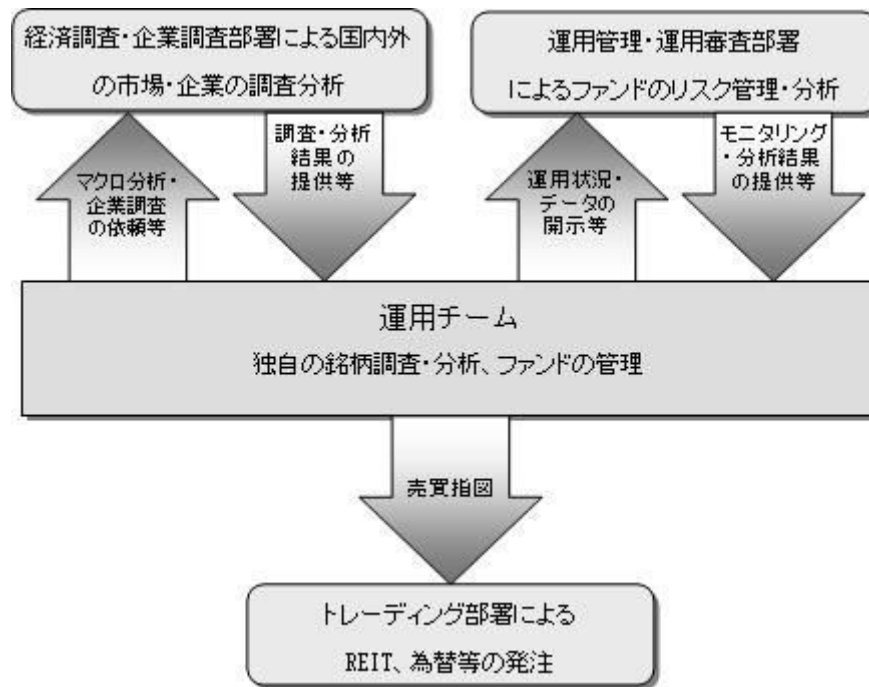 経済調査・企業調査部署による国内外
の市場・企業の調査分析
運用管理・運用審査部署
によるファンドのリスク管理・分析
マクロ分析・
企業調査
の依頼等
調査・分析
結果の
提供等
運用状況・
データの
開示等
モニタリング
・分析結果
の提供等
運用チーム
独自の銘柄調査・分析、ファンドの管理
売買指図
トレーディング部署による
REIT、為替等の発注